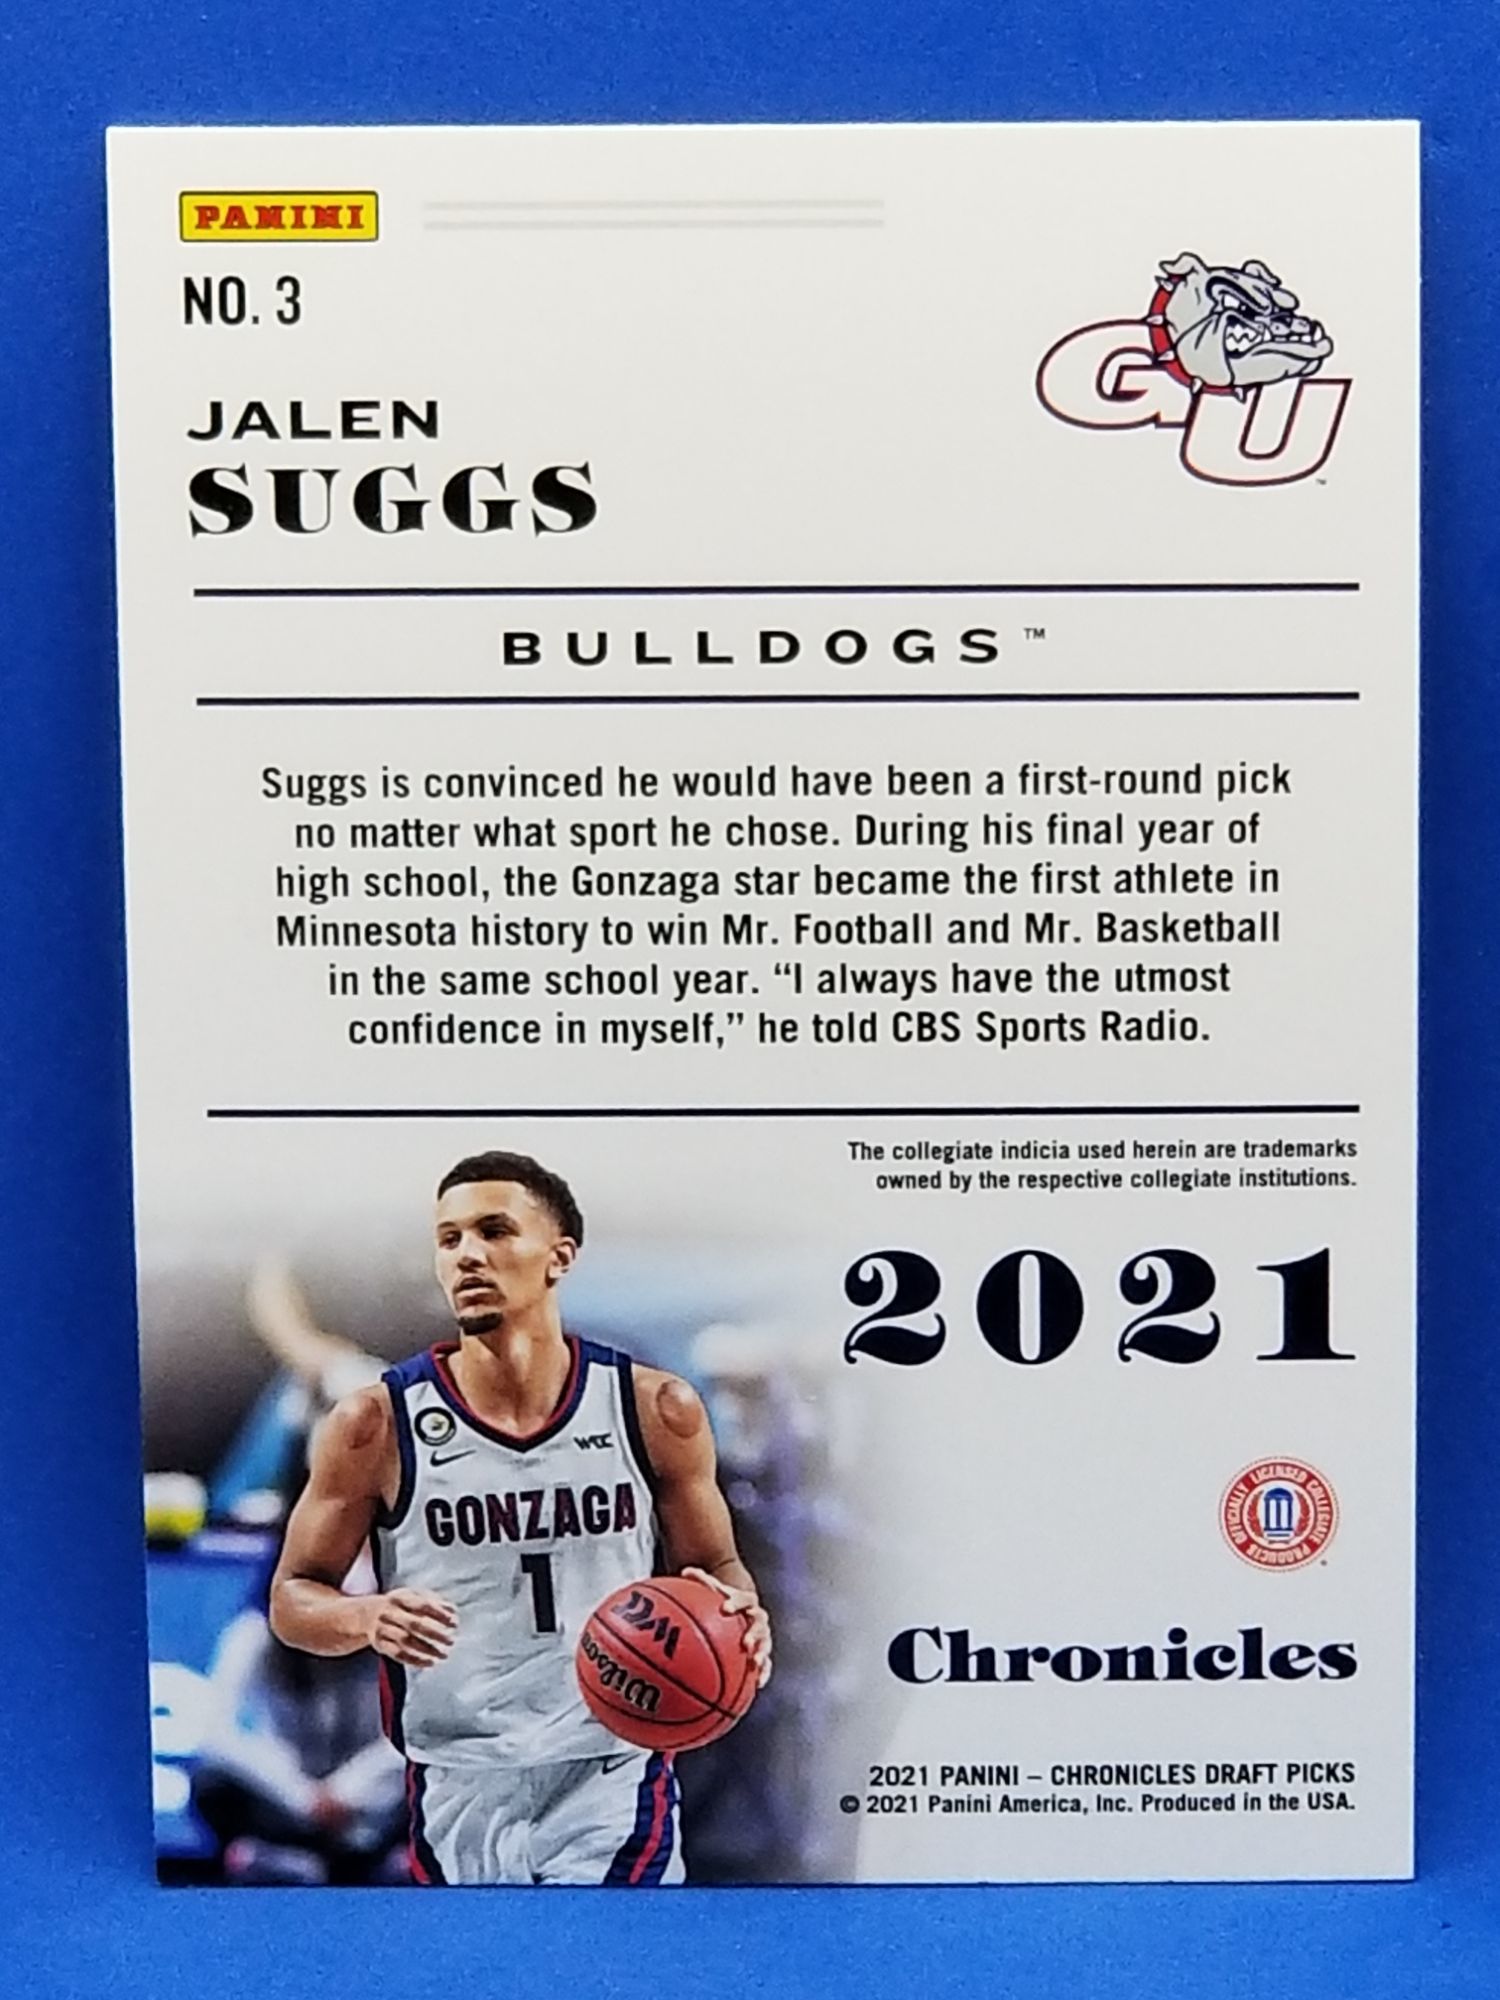 PANINI
NO. 3
JALEN
SUGGS
GU
BULLDOGS™
Suggs is convinced he would have been a first-round pick
no matter what sport he chose. During his final year of
high school, the Gonzaga star became the first athlete in
Minnesota history to win Mr. Football and Mr. Basketball
in the same school year. “I always have the utmost
confidence in myself,” he told CBS Sports Radio.
The collegiate indicia used herein are trademarks
owned by the respective collegiate institutions.
2021
WCC
GONZAGA
1
Wilson
OFFICIALLY LICENSED COLLEGIATE PRODUCTS
Chronicles
2021 PANINI – CHRONICLES DRAFT PICKS
© 2021 Panini America, Inc. Produced in the USA.